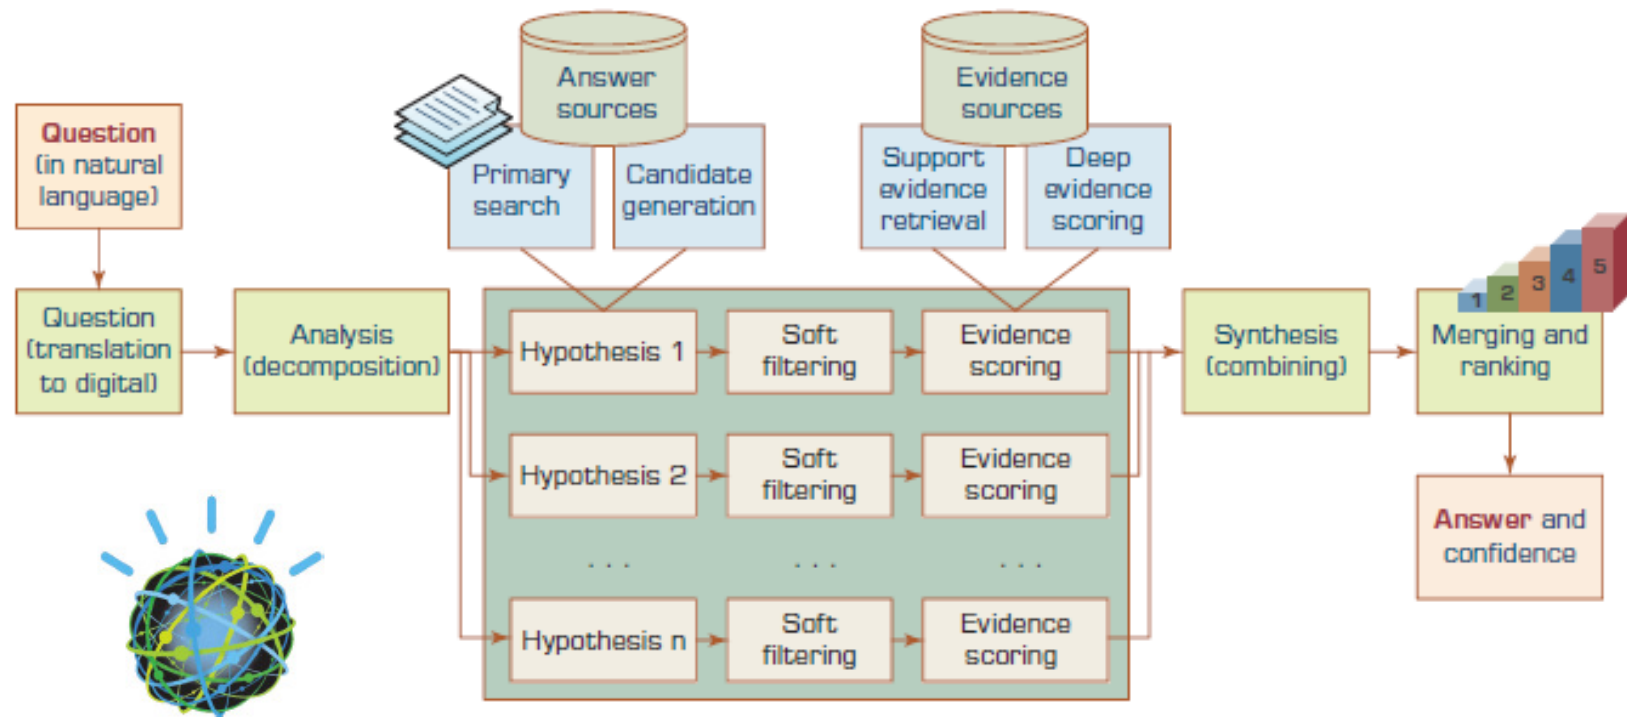 Answer
sources
Evidence
sources
Question
(in natural
language)
Primary
search
Candidate
generation
Support
evidence
retrieval
Deep
evidence
scoring
1
2
3
4
5
Question
(translation
to digital)
Analysis
(decomposition)
Hypothesis 1
Soft
filtering
Evidence
scoring
Synthesis
(combining)
Merging and
ranking
Hypothesis 2
Soft
filtering
Evidence
scoring
Answer and
confidence
. . .
. . .
. . .
Hypothesis n
Soft
filtering
Evidence
scoring